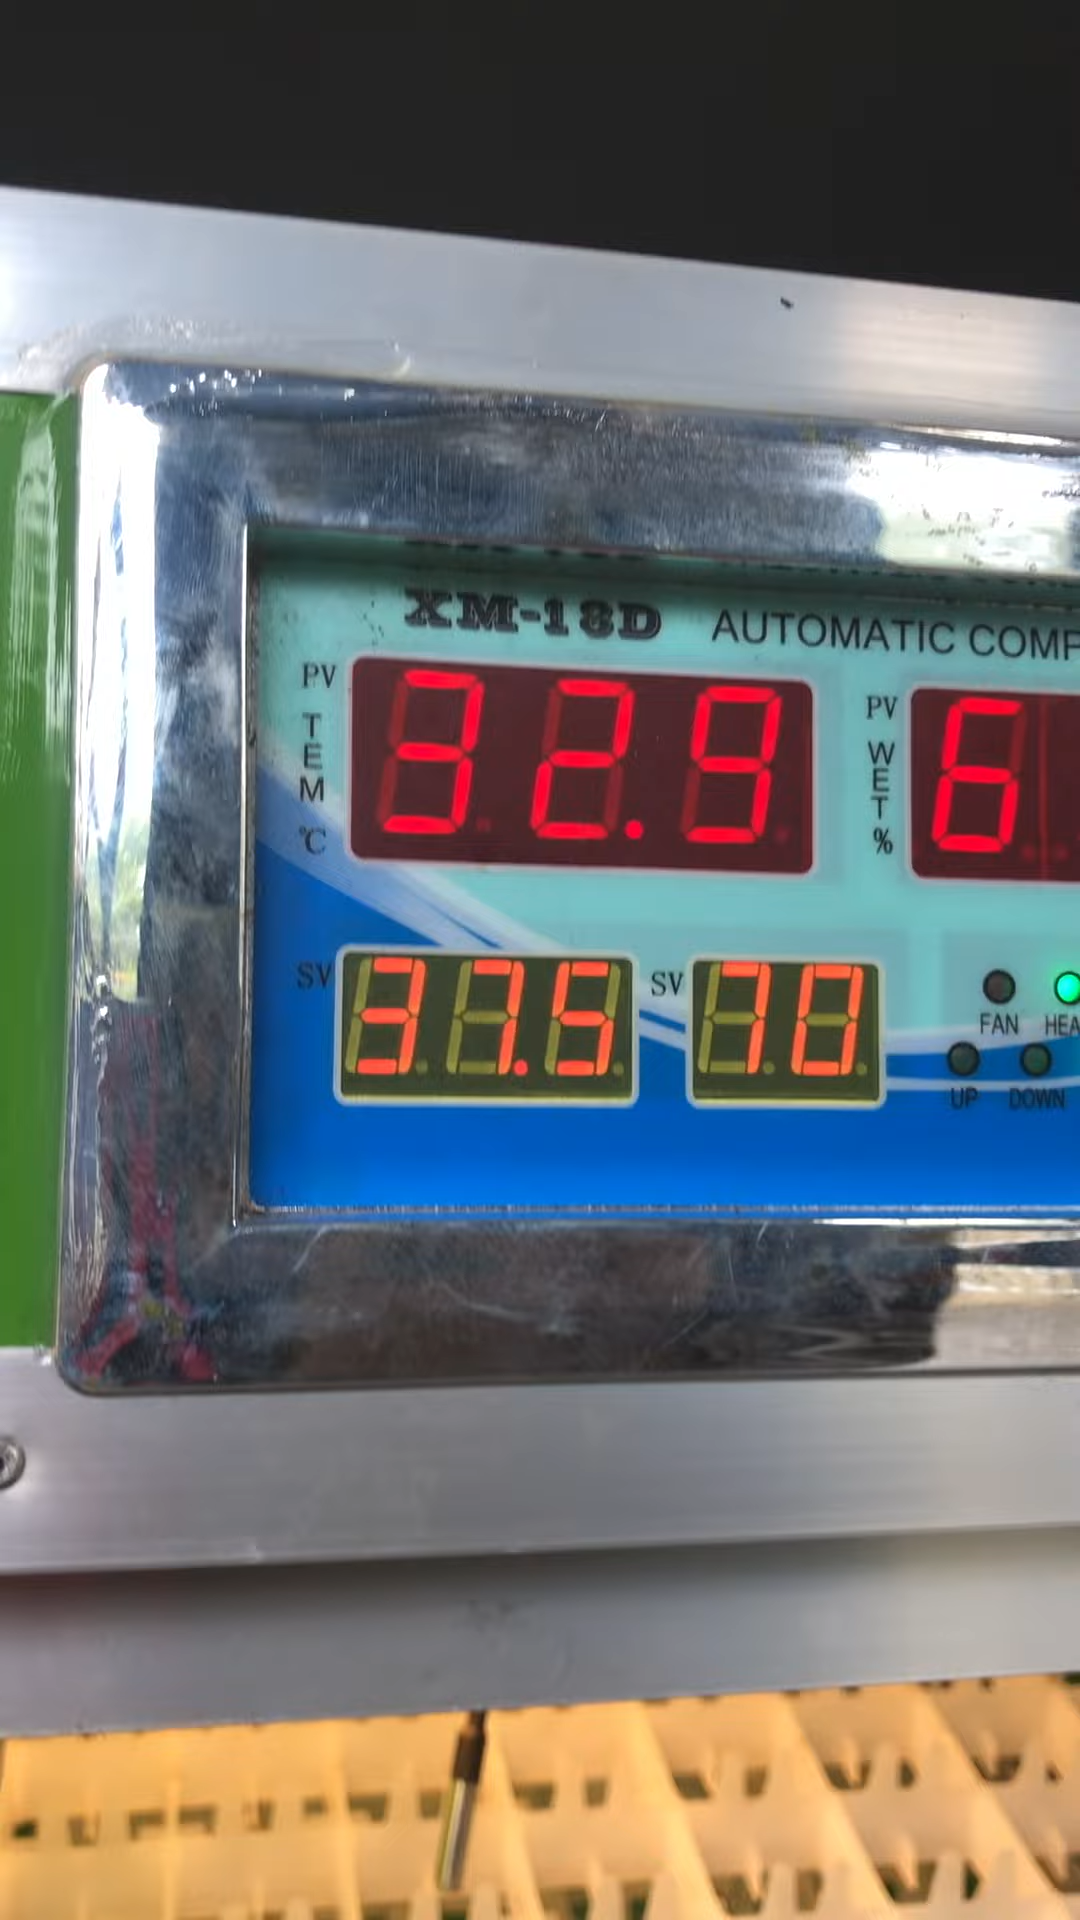 XM-18D AUTOMATIC COMP
PV TEM ℃ 32.9 PV WET % 6
SV 37.5 SV 70
FAN HEA
UP DOWN